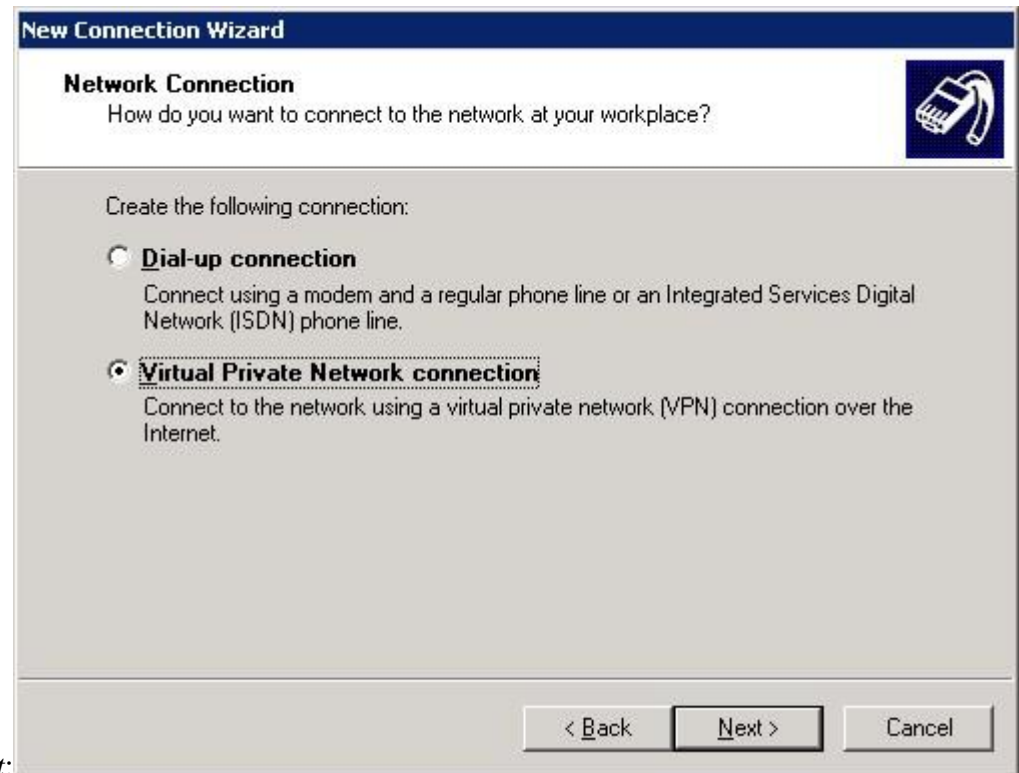 New Connection Wizard
Network Connection
How do you want to connect to the network at your workplace?
Create the following connection:
Dial-up connection
Connect using a modem and a regular phone line or an Integrated Services Digital
Network (ISDN) phone line.
Virtual Private Network connection
Connect to the network using a virtual private network (VPN) connection over the
Internet.
< Back
Next >
Cancel